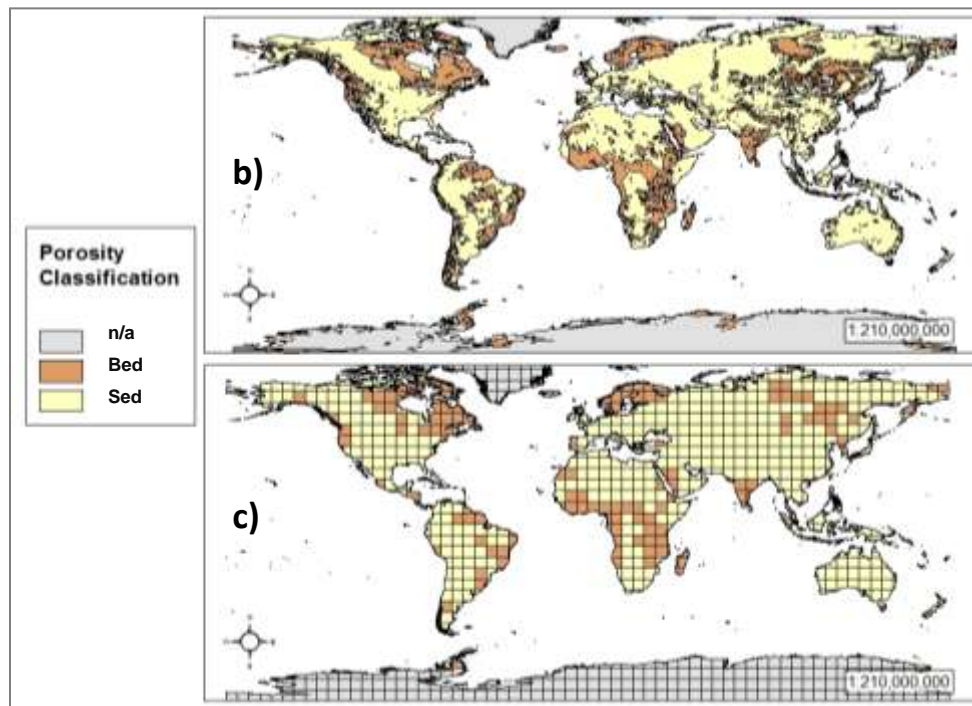 Porosity
Classification
n/a
Bed
Sed
b)
1:210,000,000
c)
1:210,000,000